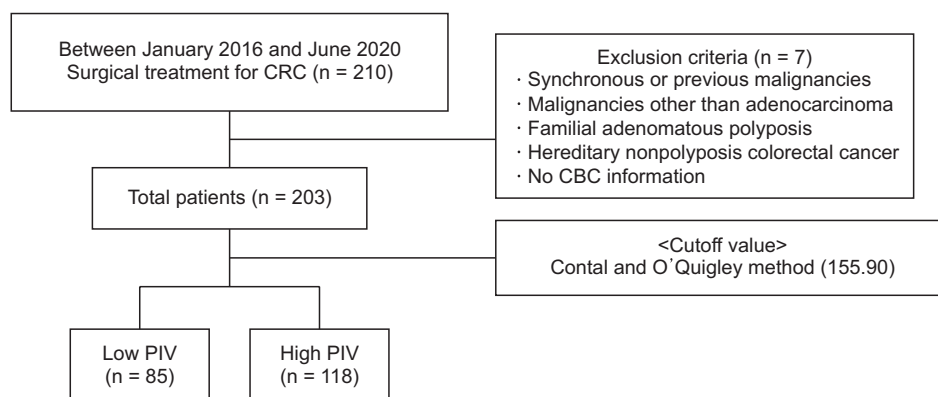 Between January 2016 and June 2020
Surgical treatment for CRC (n = 210)
Exclusion criteria (n = 7)
· Synchronous or previous malignancies
· Malignancies other than adenocarcinoma
· Familial adenomatous polyposis
· Hereditary nonpolyposis colorectal cancer
· No CBC information
Total patients (n = 203)
<Cutoff value>
Contal and O’Quigley method (155.90)
Low PIV
(n = 85)
High PIV
(n = 118)